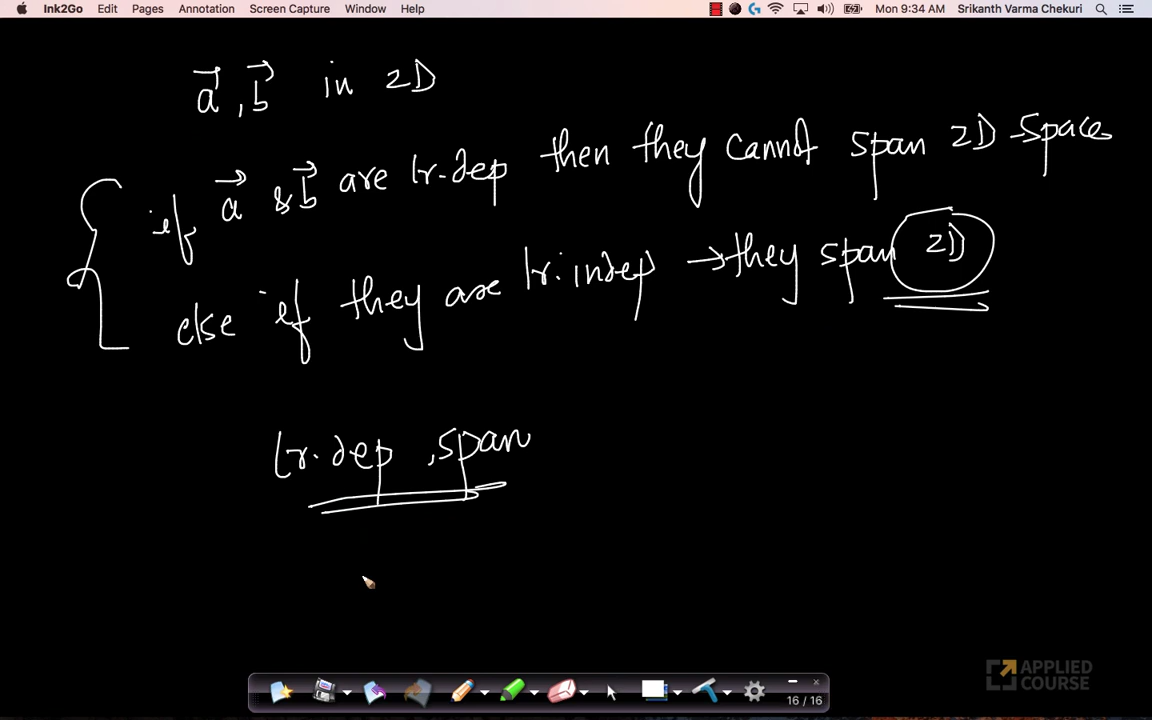 Ink2Go File Edit Pages Annotation Screen Capture Window Help Mon 9:34 AM Srikanth Varma Chekuri
a⃗, b⃗ in 2D
if a⃗ & b⃗ are lr.dep then they cannot span 2D-space
else if they are lr.indep → they span 2D
lr.dep, span
APPLIED
COURSE
16 / 16